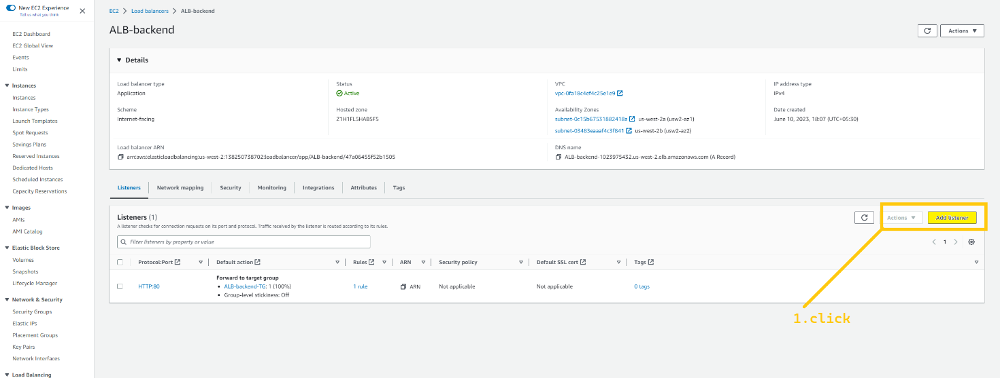 New EC2 Experience
Tell us what you think
EC2 Dashboard
EC2 Global View
Events
Limits
Instances
Instances
Instance Types
Launch Templates
Spot Requests
Savings Plans
Reserved Instances
Dedicated Hosts
Scheduled Instances
Capacity Reservations
Images
AMIs
AMI Catalog
Elastic Block Store
Volumes
Snapshots
Lifecycle Manager
Network & Security
Security Groups
Elastic IPs
Placement Groups
Key Pairs
Network Interfaces
Load Balancing
EC2 > Load balancers > ALB-backend
ALB-backend
Actions
Details
Load balancer type
Application
Status
Active
VPC
vpc-0fa18c4ef4c25e1e9
IP address type
IPv4
Scheme
Internet-facing
Hosted zone
Z1H1FL5HABSF5
Availability Zones
subnet-0c15b67531882418a us-west-2a (usw2-az1)
subnet-03483eaaaf4c3f841 us-west-2b (usw2-az2)
Date created
June 10, 2023, 18:07 (UTC+05:30)
Load balancer ARN
arn:aws:elasticloadbalancing:us-west-2:138250738702:loadbalancer/app/ALB-backend/47a06455f52b1505
DNS name
ALB-backend-1023975432.us-west-2.elb.amazonaws.com (A Record)
Listeners Network mapping Security Monitoring Integrations Attributes Tags
Listeners (1)
A listener checks for connection requests on its port and protocol. Traffic received by the listener is routed according to its rules.
Actions Add listener
Filter listeners by property or value
1
Protocol:Port Default action Rules ARN Security policy Default SSL cert Tags
Forward to target group
HTTP:80 • ALB-backend-TG: 1 (100%) 1 rule ARN Not applicable Not applicable 0 tags
• Group-level stickiness: Off
1.click